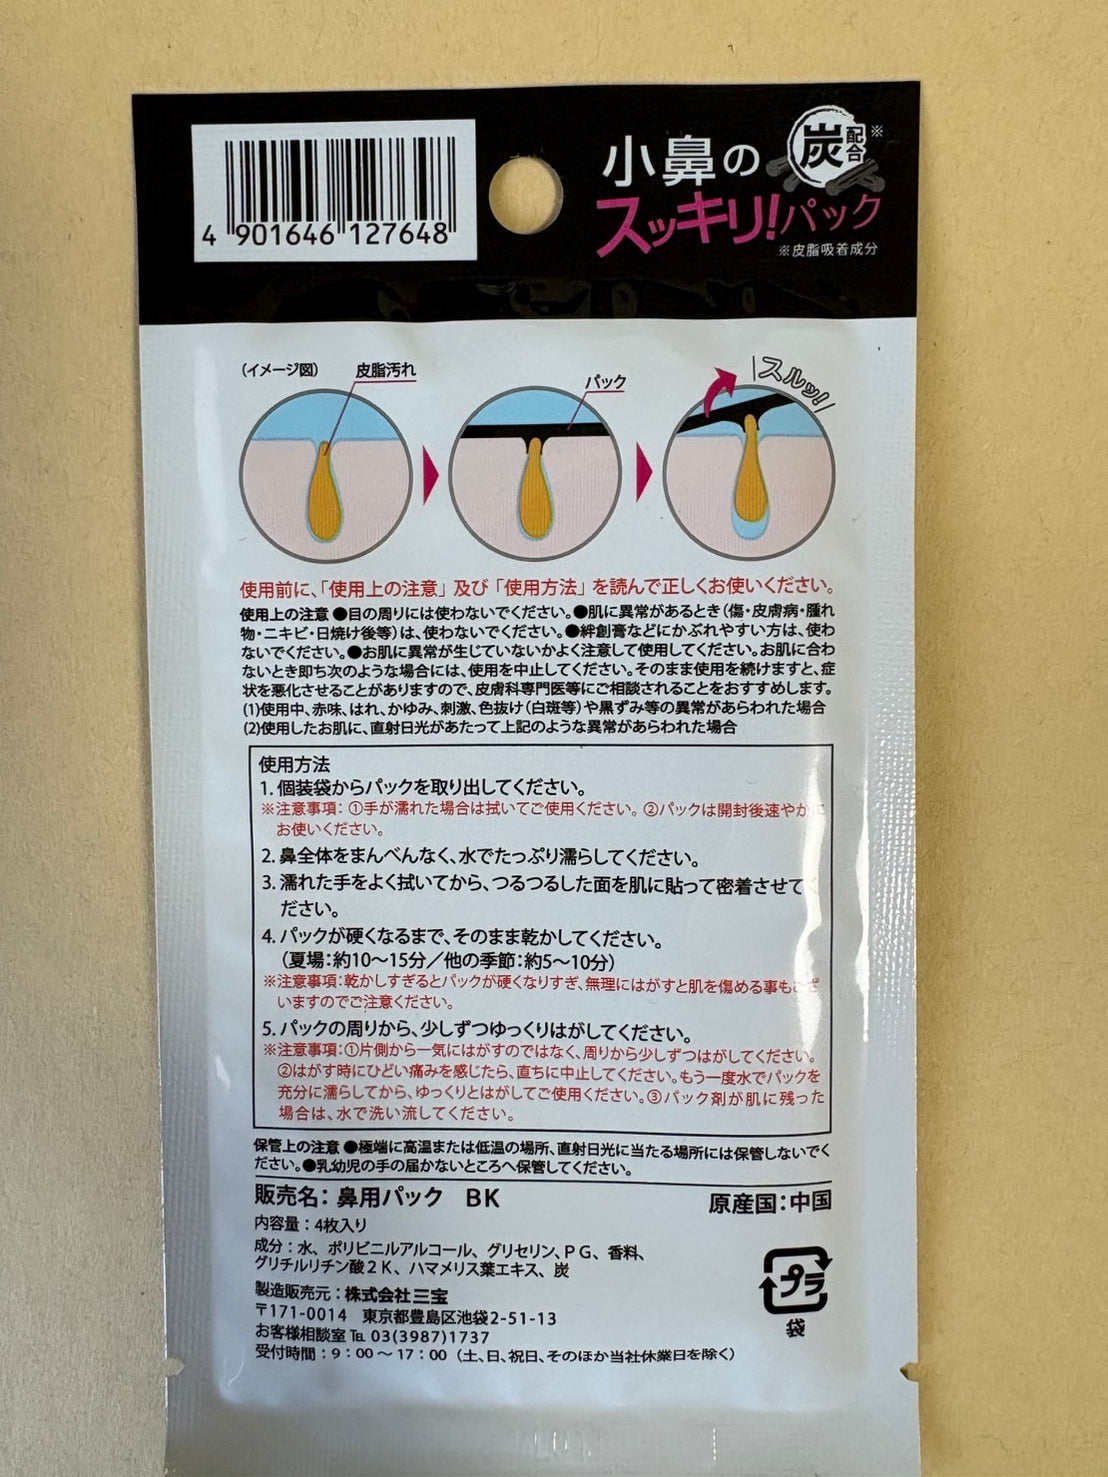 4 901646 127648
小鼻の
炭配合※
スッキリ!パック
※皮脂吸着成分
(イメージ図)
皮脂汚れ
パック
スルッ!
使用前に、「使用上の注意」及び「使用方法」を読んで正しくお使いください。
使用上の注意 ●目の周りには使わないでください。●肌に異常があるとき(傷・皮膚病・腫れ
物・ニキビ・日焼け後等)は、使わないでください。●絆創膏などにかぶれやすい方は、使わ
ないでください。●お肌に異常が生じていないかよく注意して使用してください。お肌に合わ
ないとき即ち次のような場合には、使用を中止してください。そのまま使用を続けますと、症
状を悪化させることがありますので、皮膚科専門医等にご相談されることをおすすめします。
(1)使用中、赤味、はれ、かゆみ、刺激、色抜け(白斑等)や黒ずみ等の異常があらわれた場合
(2)使用したお肌に、直射日光があたって上記のような異常があらわれた場合
使用方法
1. 個装袋からパックを取り出してください。
※注意事項: ①手が濡れた場合は拭いてご使用ください。②パックは開封後速やかに
お使いください。
2. 鼻全体をまんべんなく、水でたっぷり濡らしてください。
3. 濡れた手をよく拭いてから、つるつるした面を肌に貼って密着させてく
ださい。
4. パックが硬くなるまで、そのまま乾かしてください。
(夏場:約10〜15分/他の季節:約5〜10分)
※注意事項:乾かしすぎるとパックが硬くなりすぎ、無理にはがすと肌を傷める事もござ
いますのでご注意ください。
5. パックの周りから、少しずつゆっくりはがしてください。
※注意事項:①片側から一気にはがすのではなく、周りから少しずつはがしてください。
②はがす時にひどい痛みを感じたら、直ちに中止してください。もう一度水でパックを
充分に濡らしてから、ゆっくりとはがしてご使用ください。③パック剤が肌に残った
場合は、水で洗い流してください。
保管上の注意 ●極端に高温または低温の場所、直射日光に当たる場所には保管しないでく
ださい。●乳幼児の手の届かないところへ保管してください。
販売名: 鼻用パック BK
原産国:中国
内容量:4枚入り
成分:水、ポリビニルアルコール、グリセリン、PG、香料、
グリチルリチン酸2K、ハマメリス葉エキス、炭
プラ
袋
製造販売元:株式会社三宝
〒171-0014 東京都豊島区池袋2-51-13
お客様相談室 ℡ 03(3987)1737
受付時間:9:00〜17:00(土、日、祝日、そのほか当社休業日を除く)